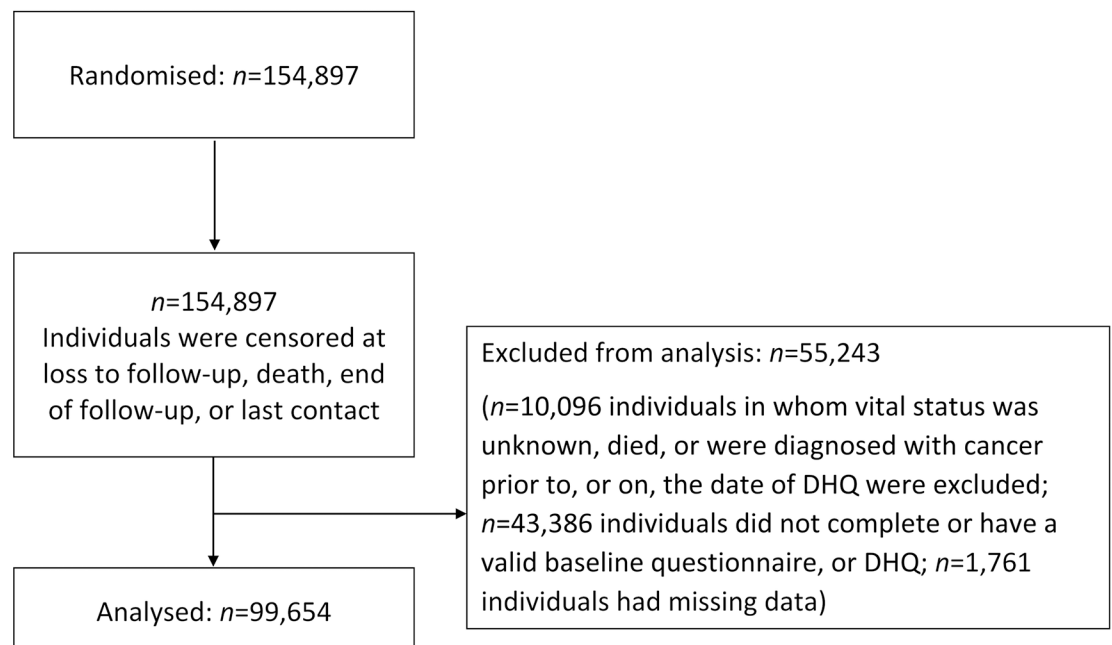 Randomised: n=154,897
n=154,897
Individuals were censored at
loss to follow-up, death, end
of follow-up, or last contact
Excluded from analysis: n=55,243
(n=10,096 individuals in whom vital status was
unknown, died, or were diagnosed with cancer
prior to, or on, the date of DHQ were excluded;
n=43,386 individuals did not complete or have a
valid baseline questionnaire, or DHQ; n=1,761
individuals had missing data)
Analysed: n=99,654